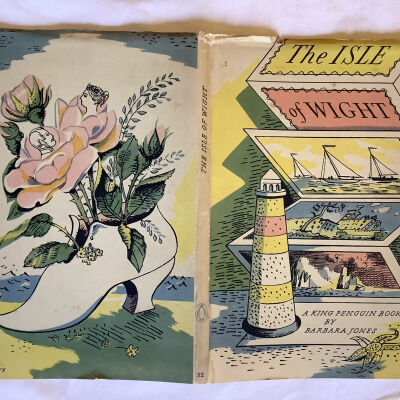 The ISLE
of WIGHT
A KING PENGUIN BOOK
BY
BARBARA JONES
THE ISLE OF WIGHT
52